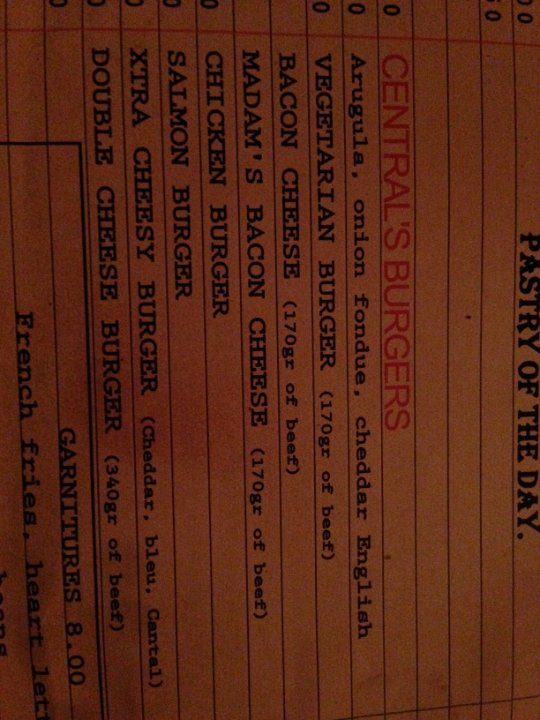 PASTRY OF THE DAY.
CENTRAL'S BURGERS
Arugula, onion fondue, cheddar English
VEGETARIAN BURGER (170gr of beef)
BACON CHEESE (170gr of beef)
MADAM'S BACON CHEESE (170gr of beef)
CHICKEN BURGER
SALMON BURGER
XTRA CHEESY BURGER (Cheddar, bleu, Cantal)
DOUBLE CHEESE BURGER (340gr of beef)
GARNITURES 8.00
French fries, heart